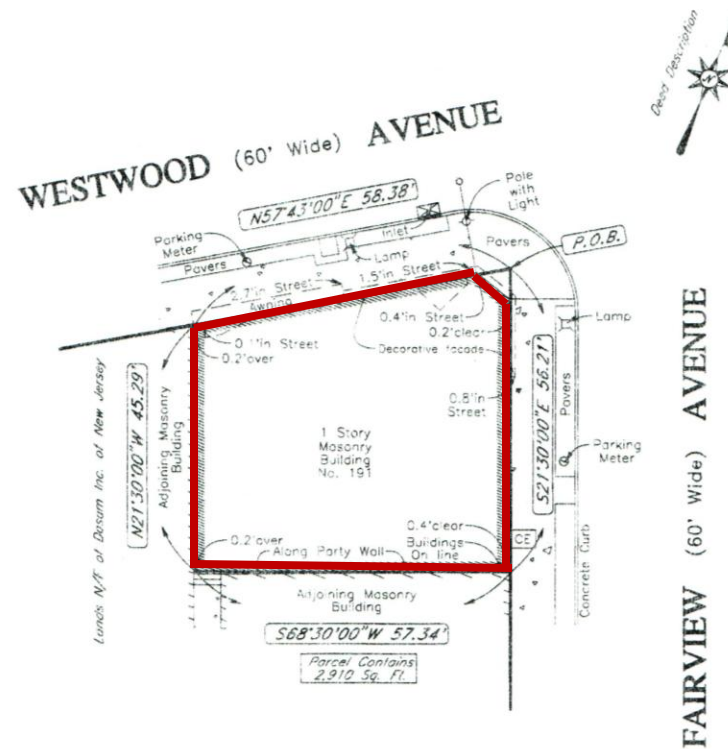 Deed Description
N
WESTWOOD (60' Wide) AVENUE
N57°43'00"E 58.38'
Pole
with
Light
Inlet
Parking
Meter
Pavers
Lamp
Pavers
P.O.B.
1.5'in Street
2.7'in Street
Awning
0.4'in Street
0.2'clear
Lamp
0.1'in Street
0.2'over
Decorative facade
0.8'in
Street
Pavers
S21°30'00"E 56.21'
FAIRVIEW (60' Wide) AVENUE
Lands N/F of Dasum Inc. of New Jersey
N21°30'00"W 45.29'
Adjoining Masonry
Building
1 Story
Masonry
Building
No. 191
Parking
Meter
0.4'clear
Buildings
On line
CE
0.2'over
Along Party Wall
Concrete Curb
Adjoining Masonry
Building
S68°30'00"W 57.34'
Parcel Contains
2,910 Sq. Ft.